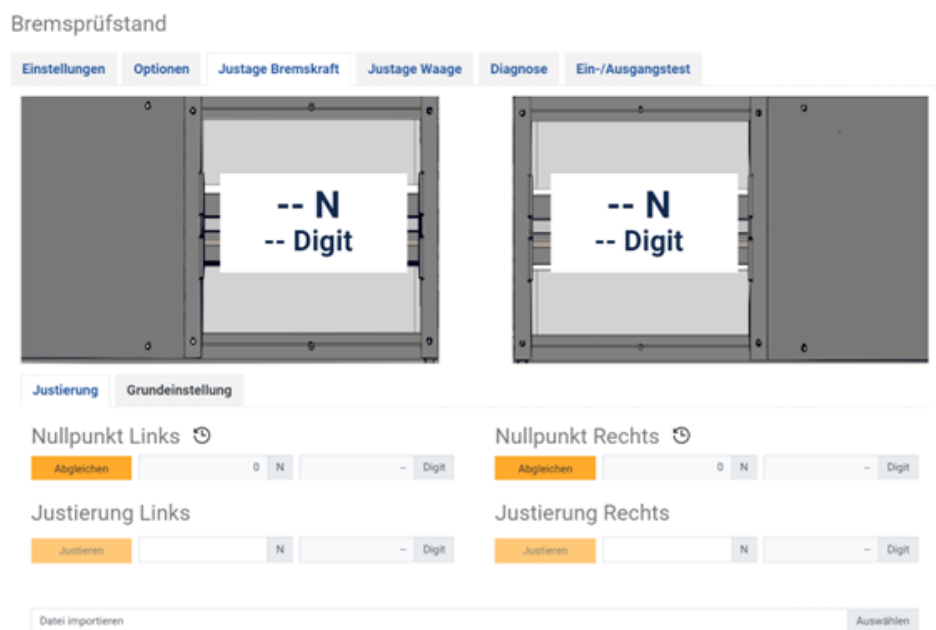 Bremsprüfstand
Einstellungen Optionen Justage Bremskraft Justage Waage Diagnose Ein-/Ausgangstest
-- N
-- Digit
-- N
-- Digit
Justierung Grundeinstellung
Nullpunkt Links Nullpunkt Rechts
Abgleichen 0 N -- Digit Abgleichen 0 N -- Digit
Justierung Links Justierung Rechts
Justieren N -- Digit Justieren N -- Digit
Datei importieren Auswählen